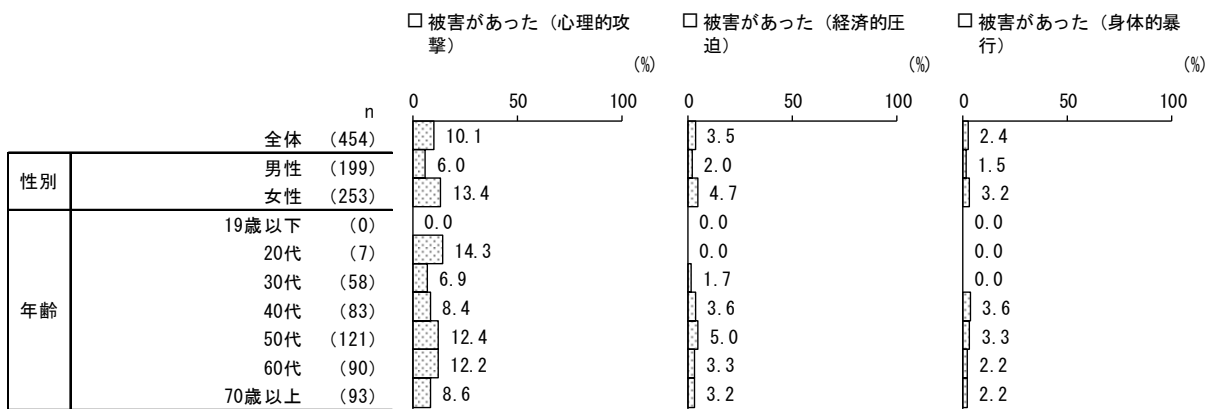 □ 被害があった（心理的攻撃） □ 被害があった（経済的圧迫） □ 被害があった（身体的暴行）
(%) (%) (%)
n 0 50 100 0 50 100 0 50 100
全体 (454) 10.1 3.5 2.4
性別 男性 (199) 6.0 2.0 1.5
女性 (253) 13.4 4.7 3.2
年齢 19歳以下 (0) 0.0 0.0 0.0
20代 (7) 14.3 0.0 0.0
30代 (58) 6.9 1.7 0.0
40代 (83) 8.4 3.6 3.6
50代 (121) 12.4 5.0 3.3
60代 (90) 12.2 3.3 2.2
70歳以上 (93) 8.6 3.2 2.2